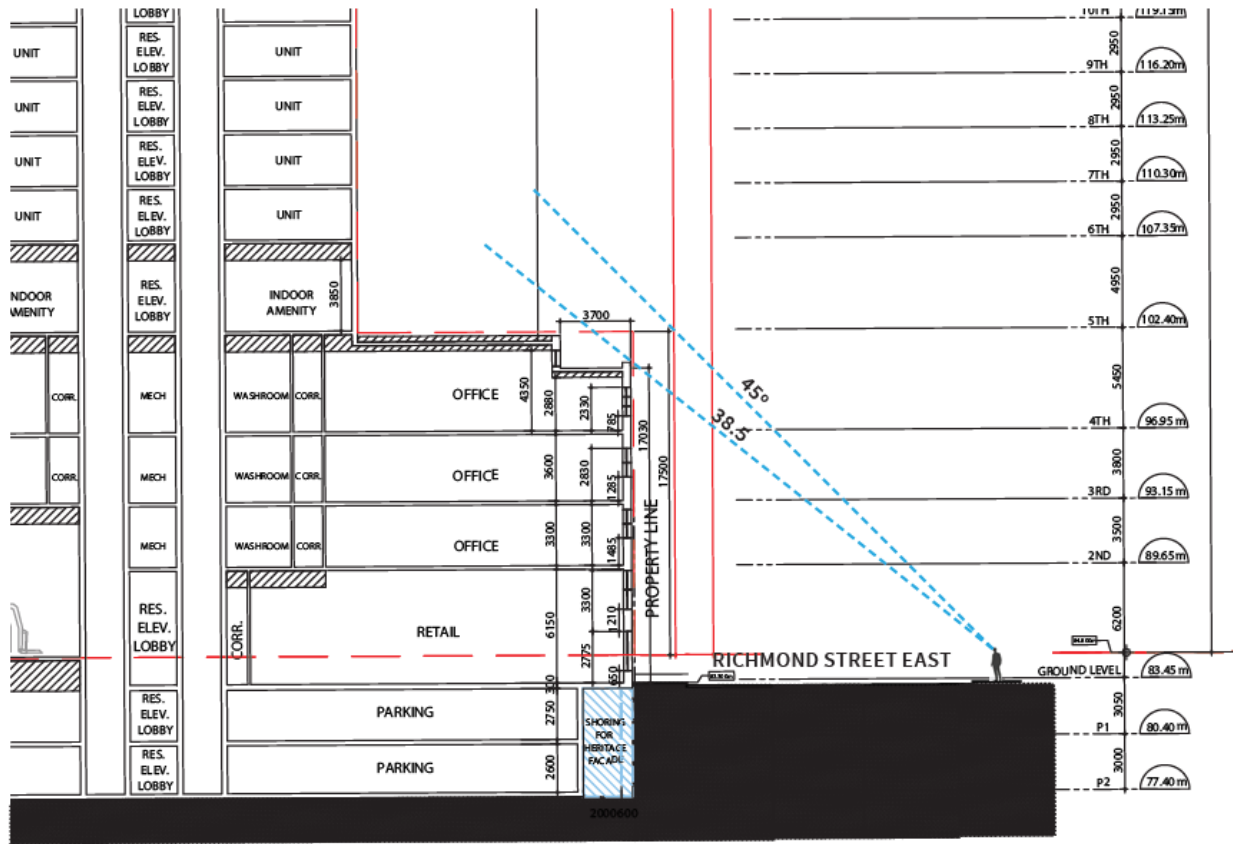 LOBBY
LOBBY
10TH
119.15m
UNIT
RES.
ELEV.
LOBBY
UNIT
2950
9TH
116.20m
UNIT
RES.
ELEV.
LOBBY
UNIT
2950
8TH
113.25m
UNIT
RES.
ELEV.
LOBBY
UNIT
2950
7TH
110.30m
UNIT
RES.
ELEV.
LOBBY
UNIT
2950
6TH
107.35m
INDOOR
AMENITY
RES.
ELEV.
LOBBY
INDOOR
AMENITY
3850
4950
3700
5TH
102.40m
CORR.
MECH
WASHROOM
CORR.
OFFICE
4350
2880
2330
785
17030
17500
45°
38.5
5450
4TH
96.95 m
CORR.
MECH
WASHROOM
CORR.
OFFICE
3600
2830
1285
3800
3RD
93.15 m
MECH
WASHROOM
CORR.
OFFICE
3300
3300
1485
PROPERTY LINE
3500
2ND
89.65m
RES.
ELEV.
LOBBY
CORR.
RETAIL
6150
3300
1210
2775
650
300
6200
RICHMOND STREET EAST
GROUND LEVEL
83.45 m
RES.
ELEV.
LOBBY
PARKING
2750
SHORING
FOR
HERITAGE
FACADE
3050
P1
80.40 m
RES.
ELEV.
LOBBY
PARKING
2600
3000
P2
77.40 m
2000600